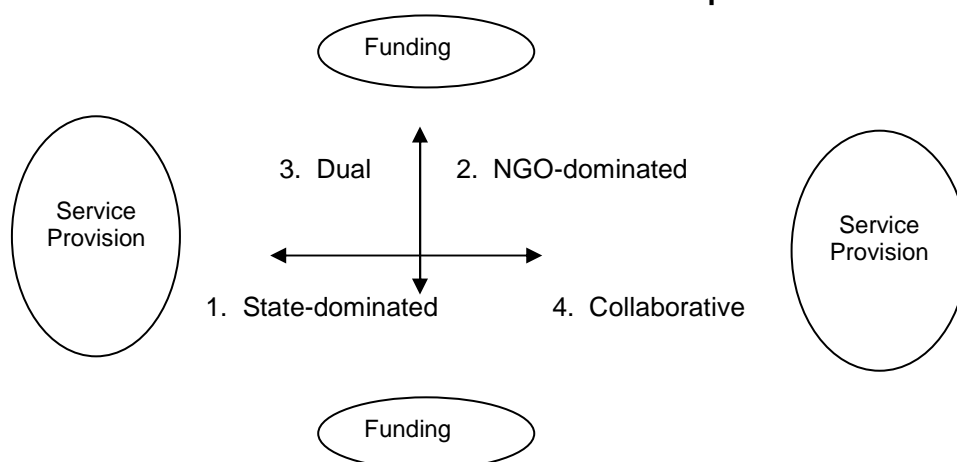 Funding
3. Dual
2. NGO-dominated
Service
Provision
Service
Provision
1. State-dominated
4. Collaborative
Funding